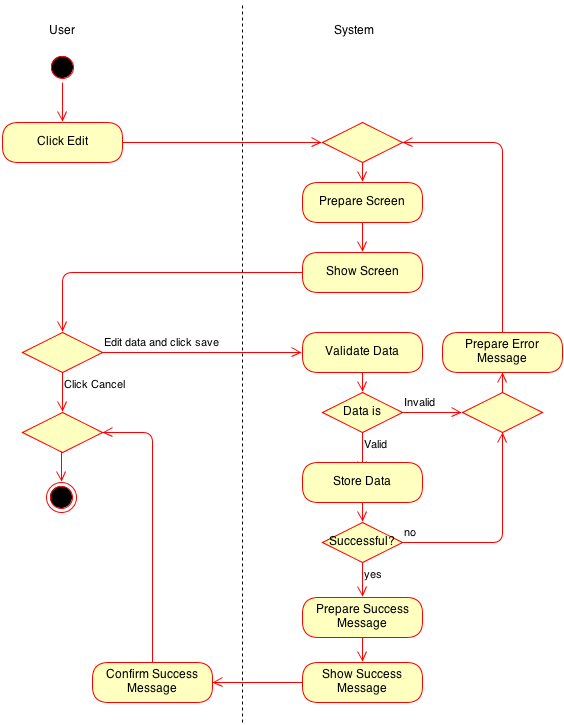 User
System
Click Edit
Prepare Screen
Show Screen
Edit data and click save
Validate Data
Prepare Error
Message
Click Cancel
Data is
Invalid
Valid
Store Data
Successful?
no
yes
Prepare Success
Message
Confirm Success
Message
Show Success
Message